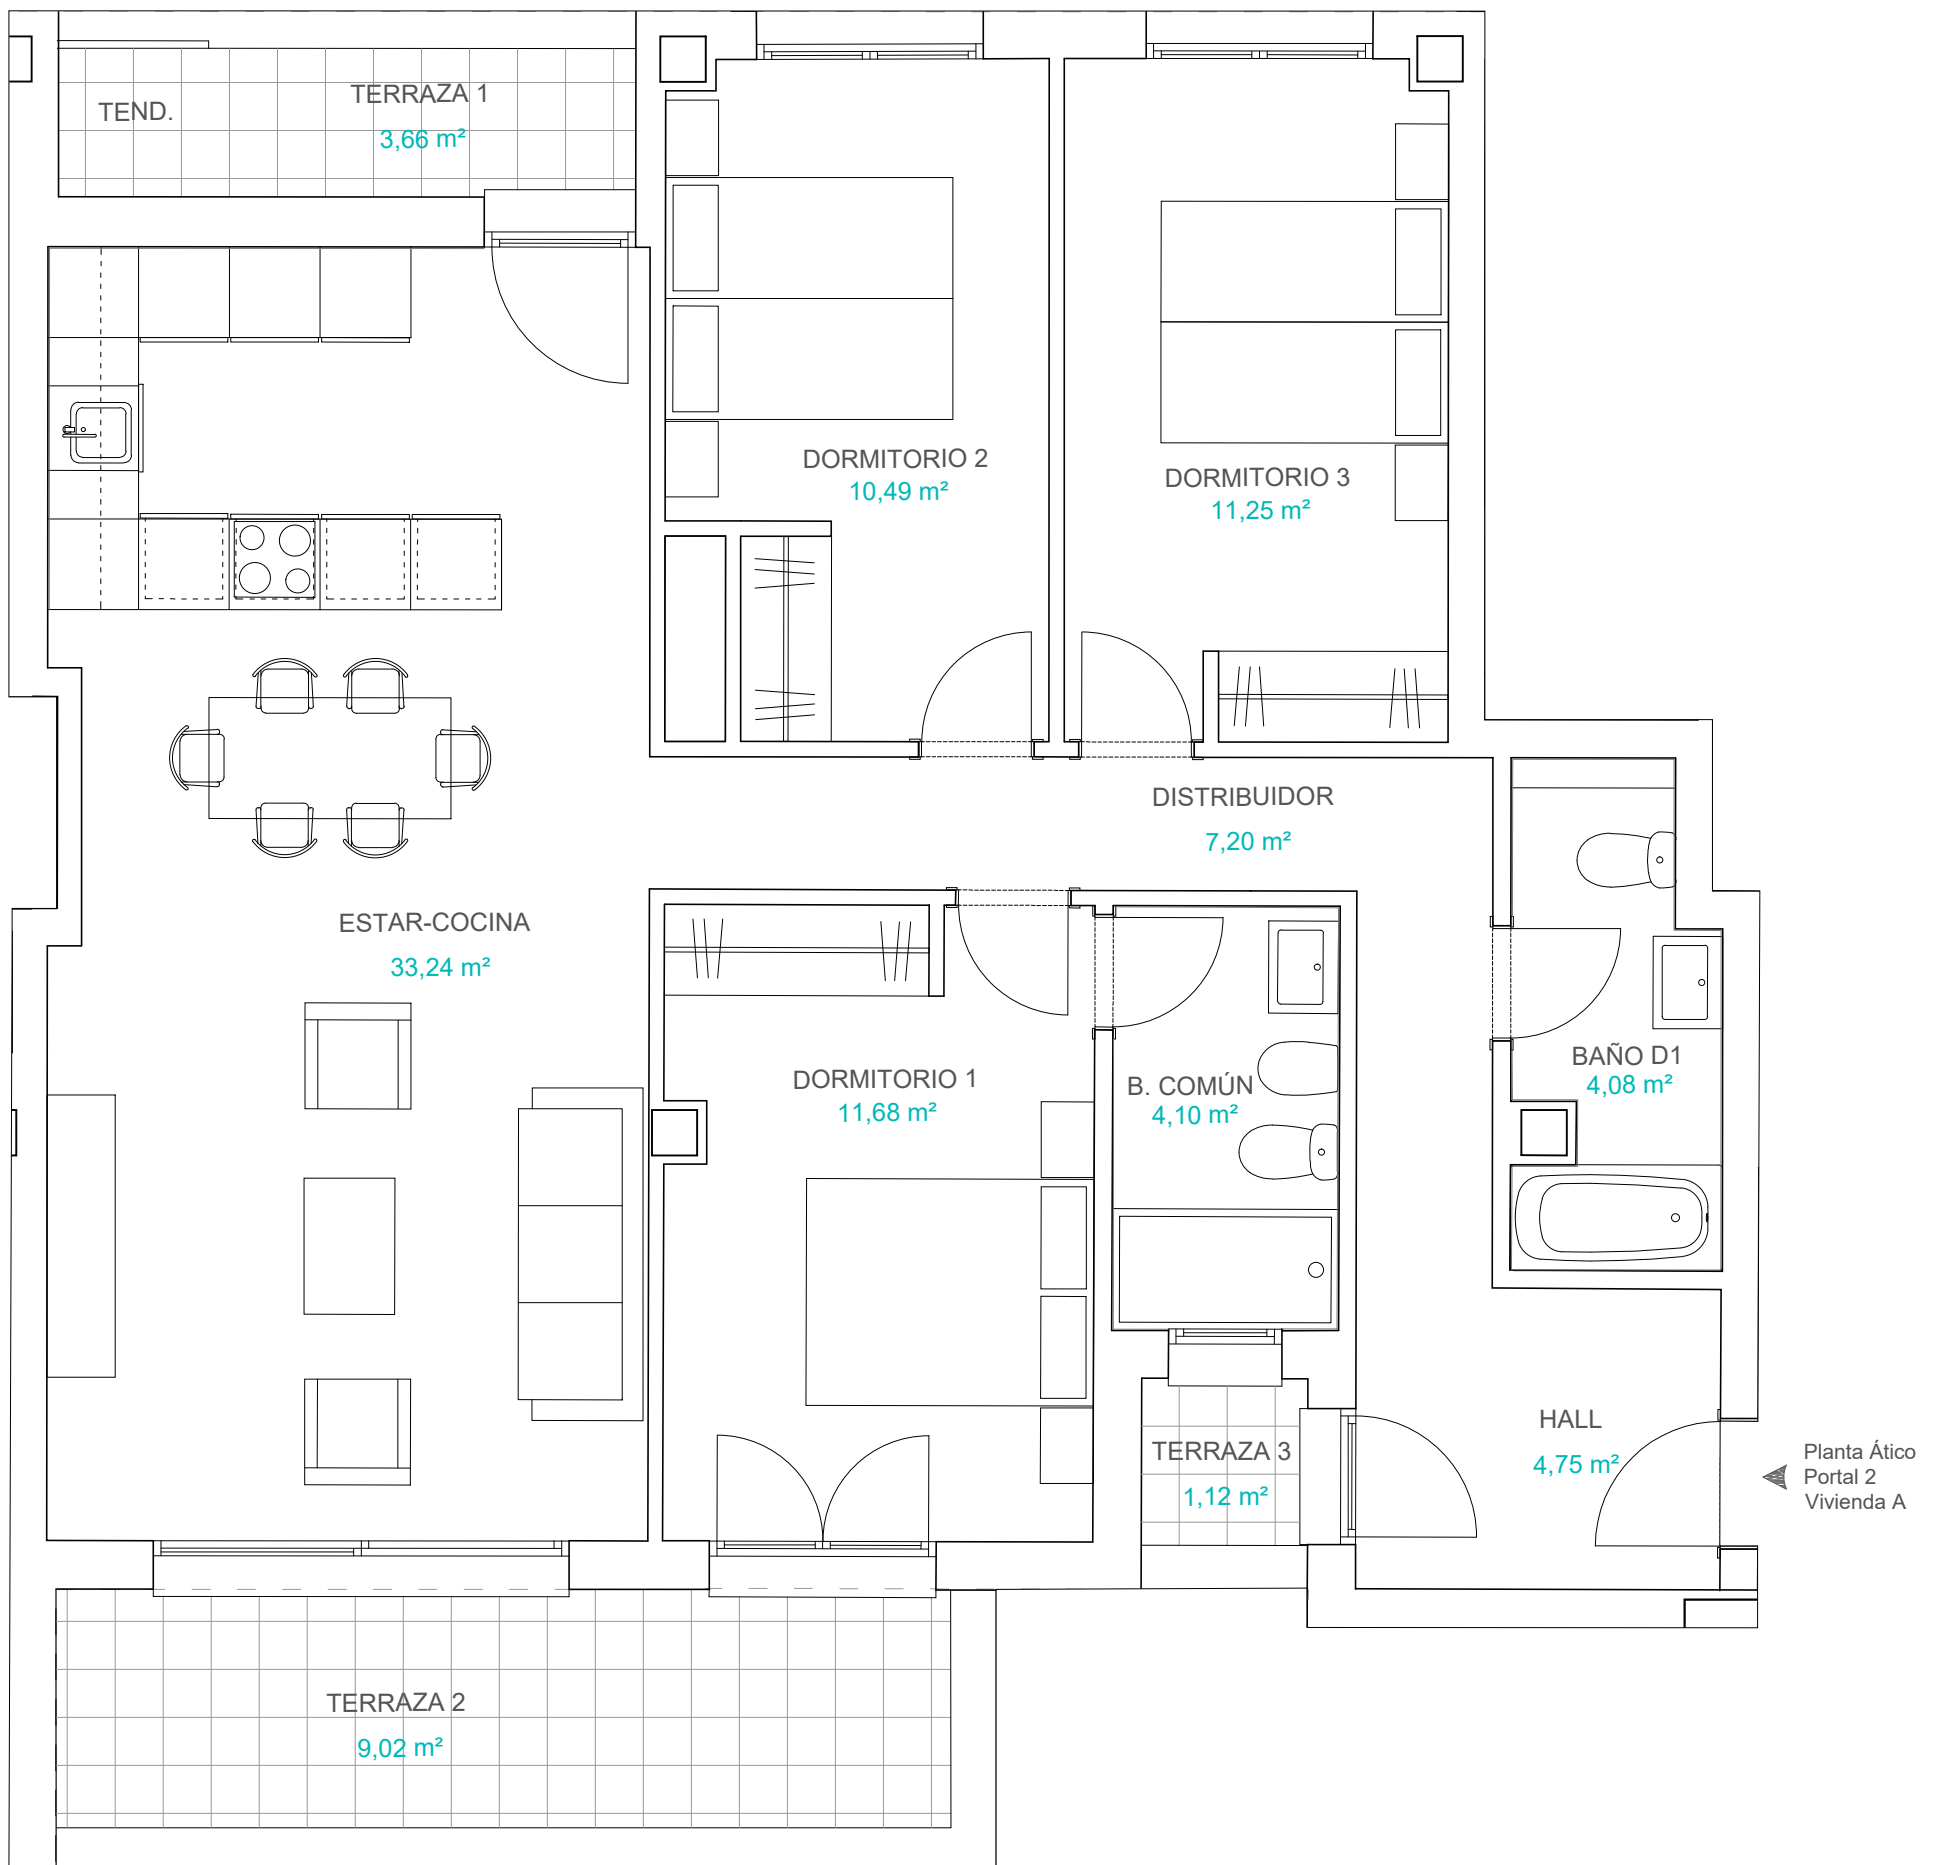 TERRAZA 1
3,66 m²
TEND.
DORMITORIO 2
10,49 m²
DORMITORIO 3
11,25 m²
DISTRIBUIDOR
7,20 m²
ESTAR-COCINA
33,24 m²
DORMITORIO 1
11,68 m²
B. COMÚN
4,10 m²
BAÑO D1
4,08 m²
TERRAZA 3
1,12 m²
HALL
4,75 m²
Planta Ático
Portal 2
Vivienda A
TERRAZA 2
9,02 m²